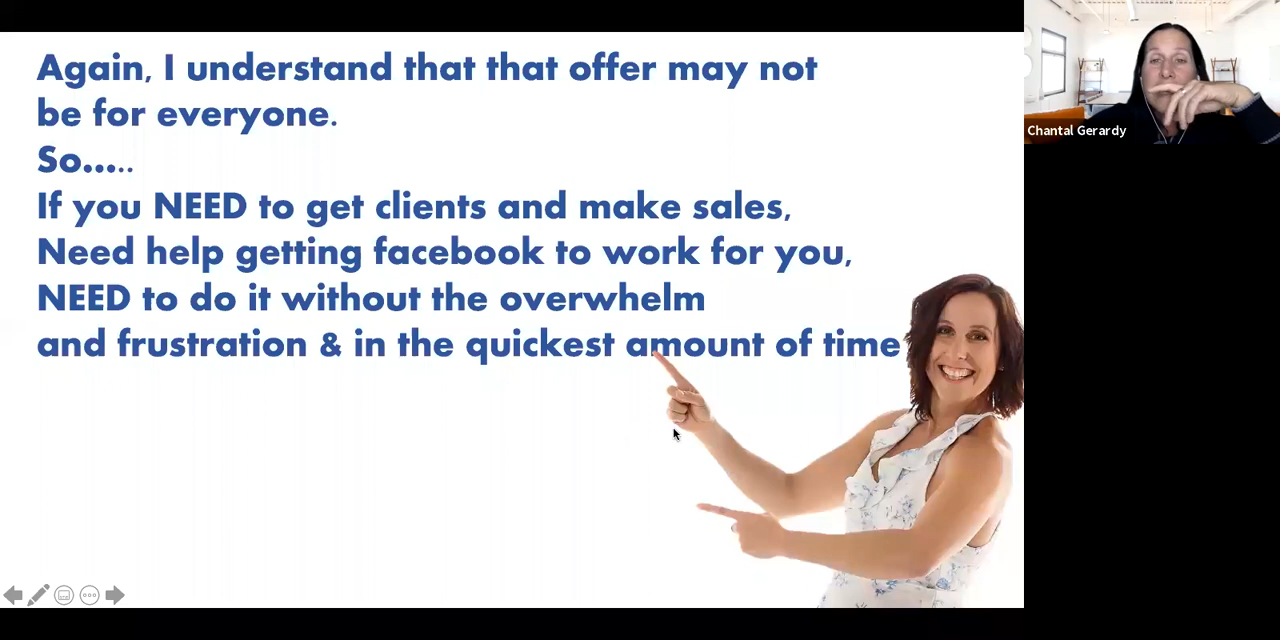 Again, I understand that that offer may not
be for everyone.
So.....
If you NEED to get clients and make sales,
Need help getting facebook to work for you,
NEED to do it without the overwhelm
and frustration & in the quickest amount of time
Chantal Gerardy